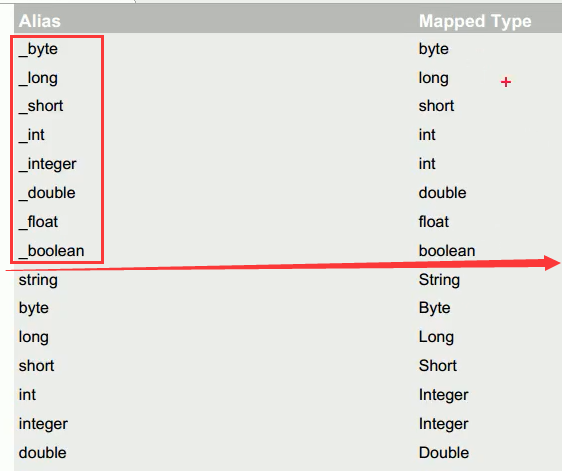 Alias Mapped Type
_byte byte
_long long
_short short
_int int
_integer int
_double double
_float float
_boolean boolean
string String
byte Byte
long Long
short Short
int Integer
integer Integer
double Double